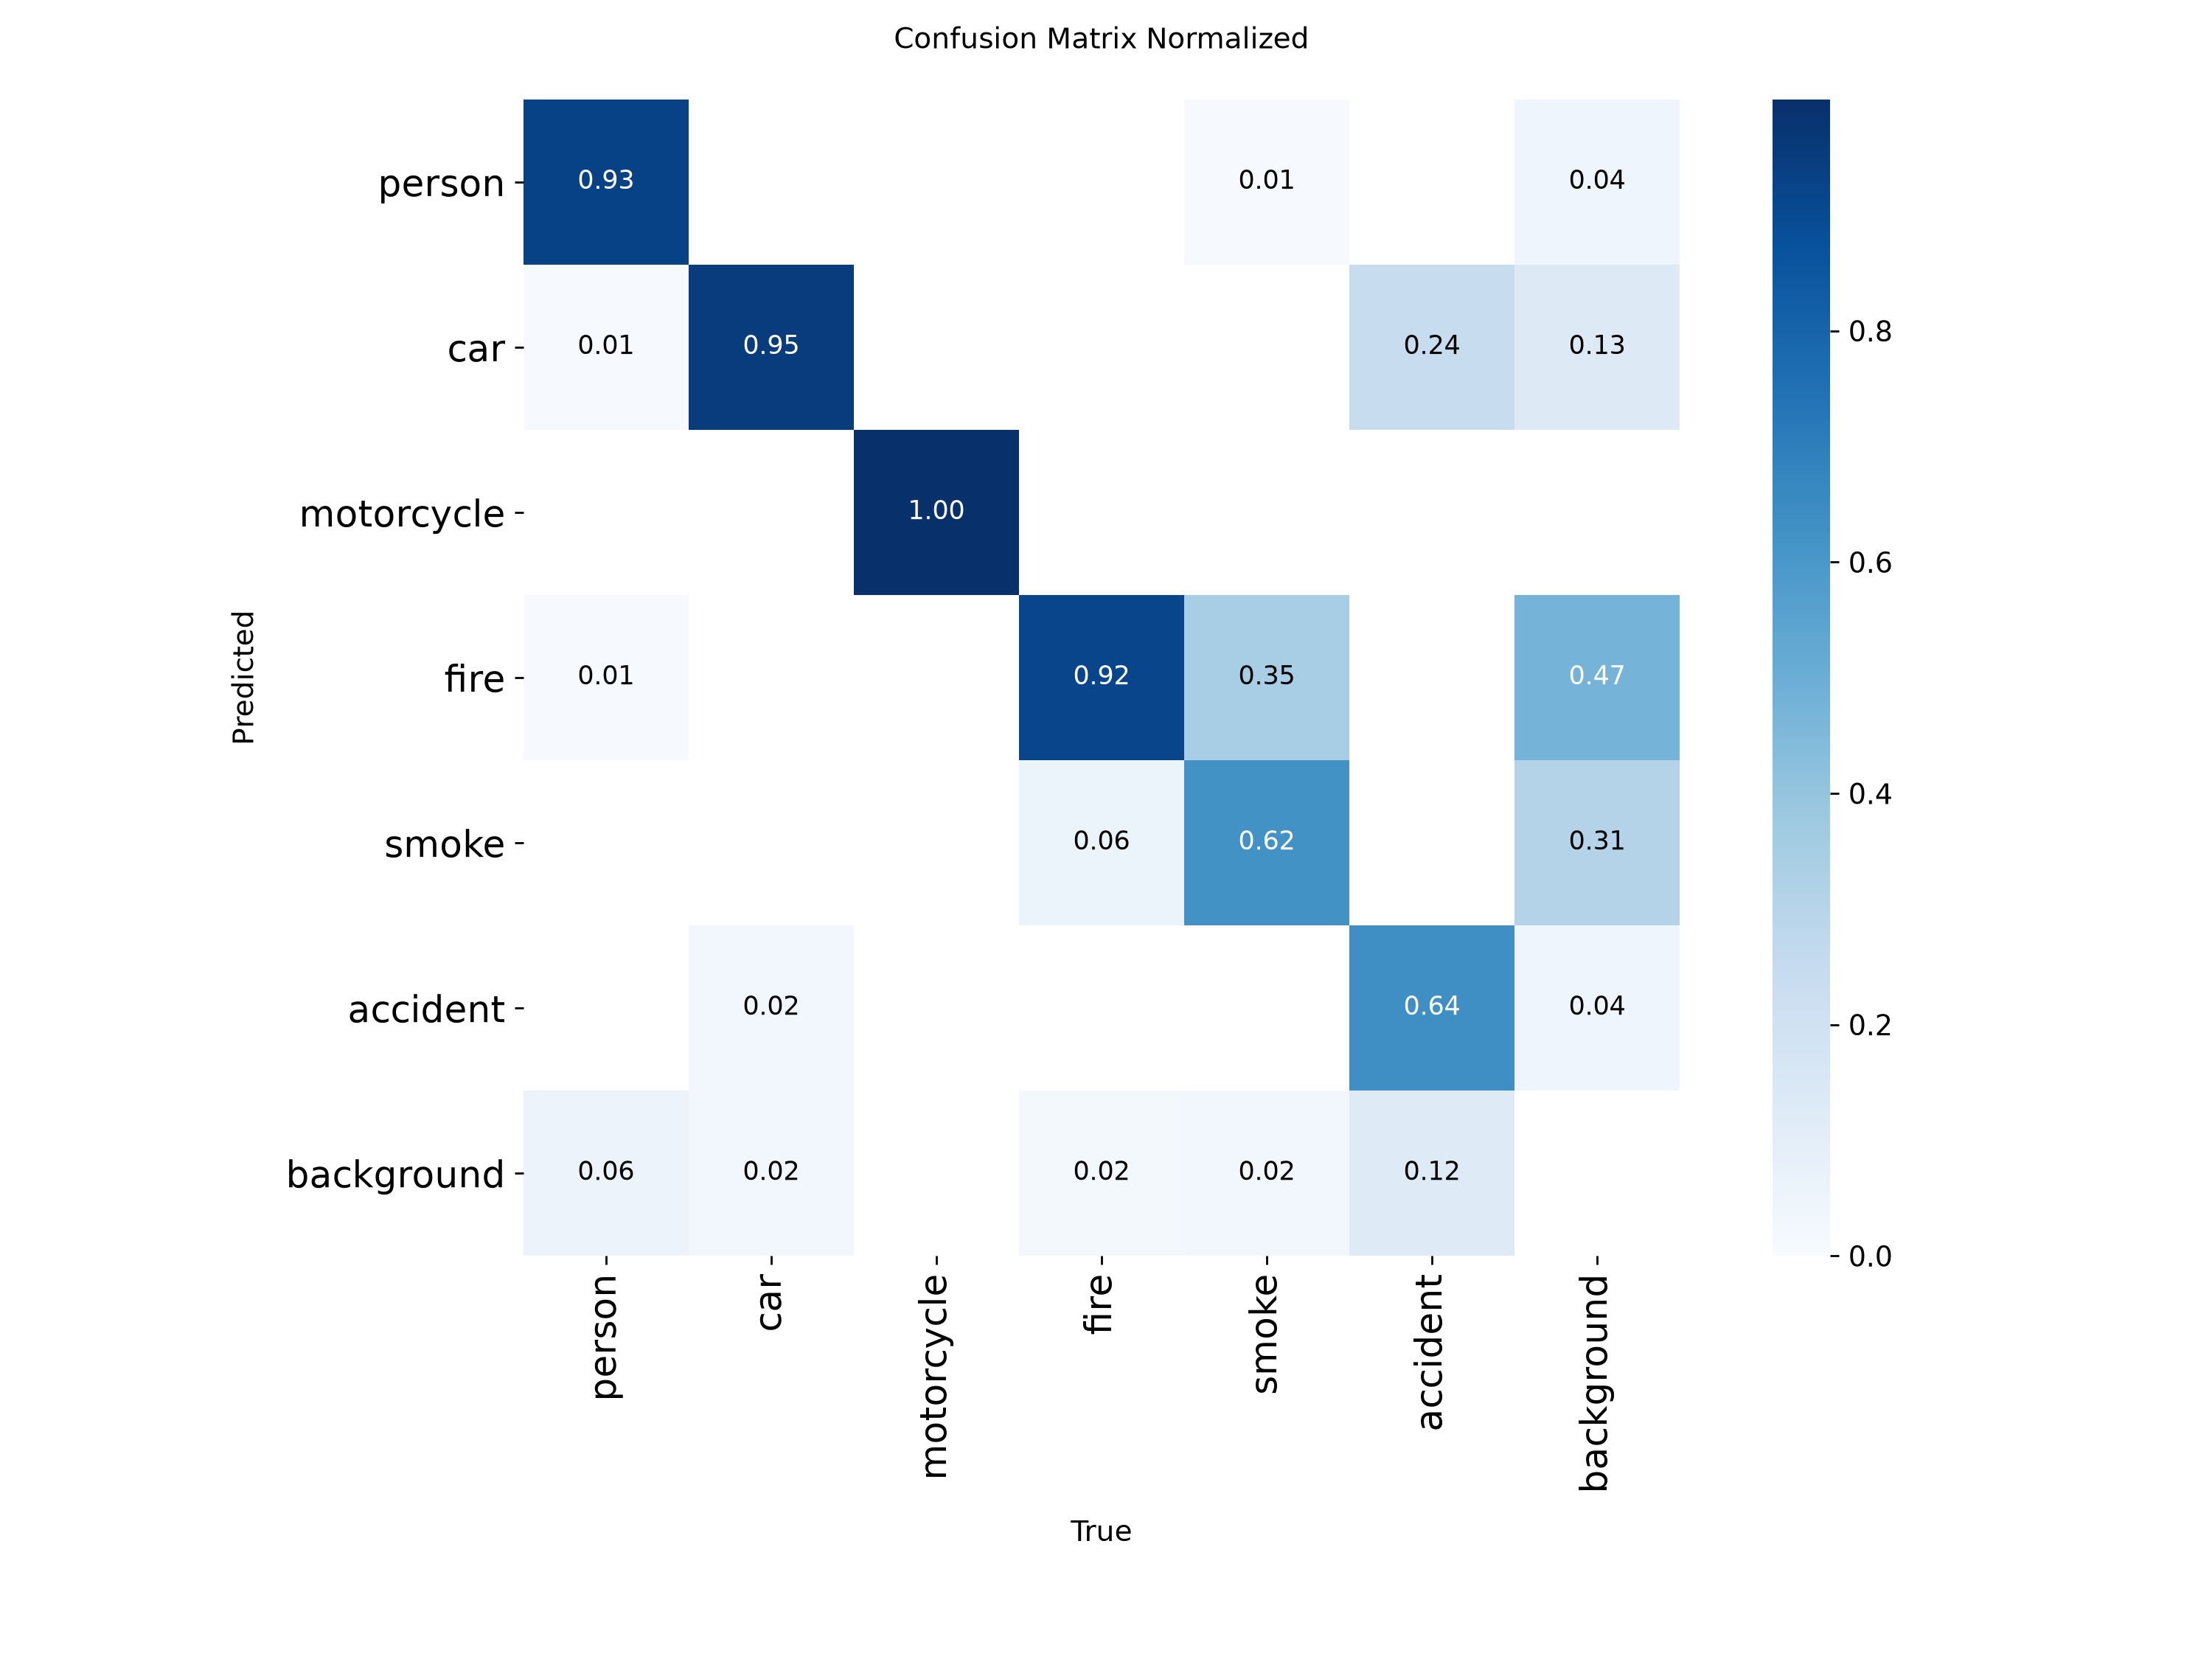 Confusion Matrix Normalized
person 0.93 0.01 0.04
car 0.01 0.95 0.24 0.13
motorcycle 1.00
fire 0.01 0.92 0.35 0.47
smoke 0.06 0.62 0.31
accident 0.02 0.64 0.04
background 0.06 0.02 0.02 0.02 0.12
Predicted
person car motorcycle fire smoke accident background
True
0.8
0.6
0.4
0.2
0.0